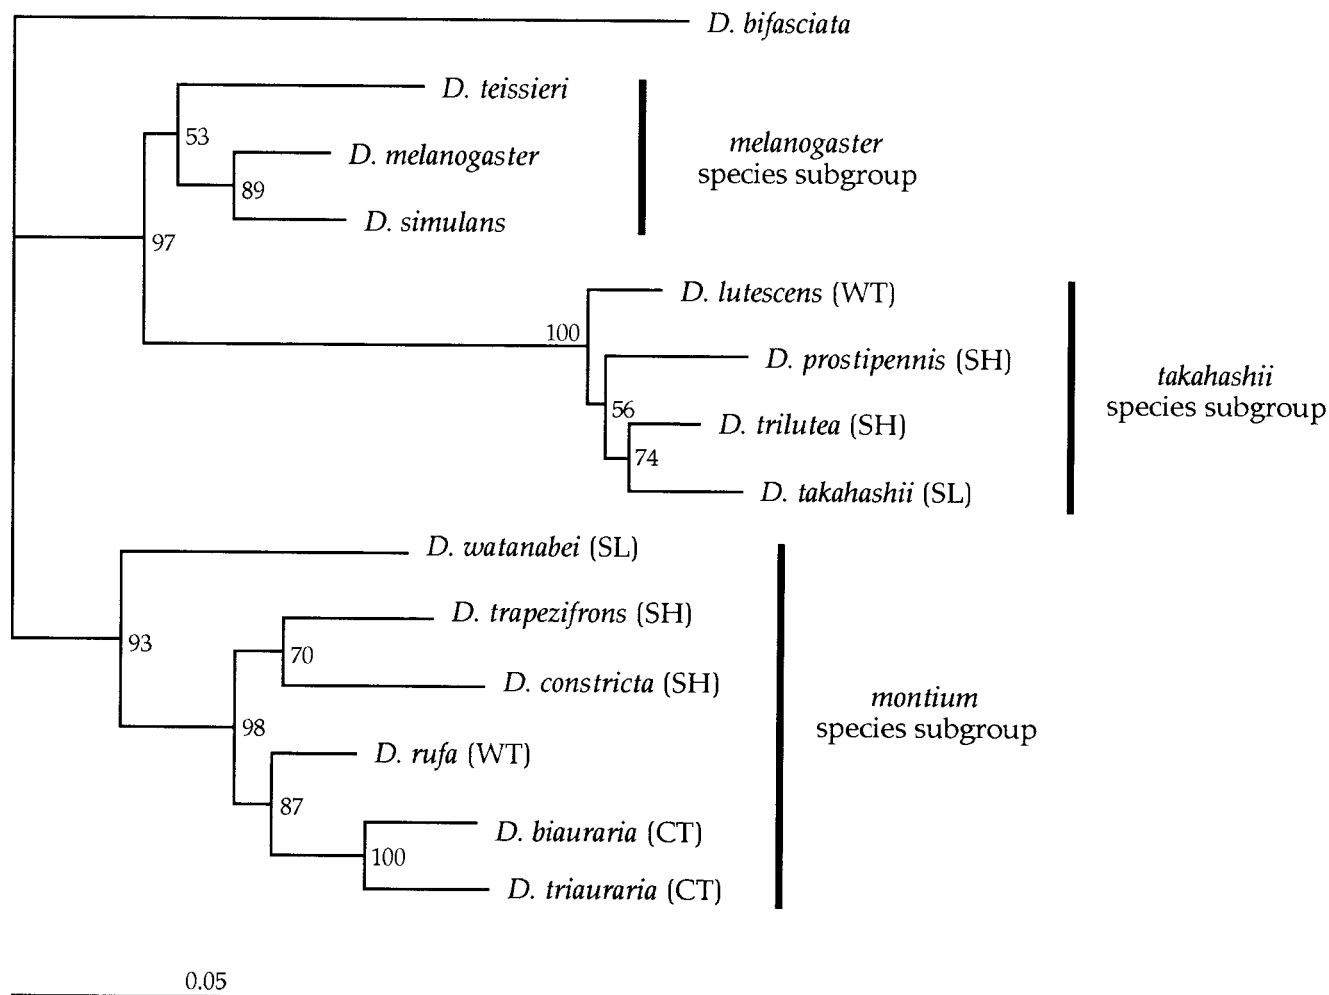 D. bifasciata
D. teissieri
53
D. melanogaster
melanogaster
species subgroup
89
D. simulans
97
D. lutescens (WT)
100
D. prostipennis (SH)
takahashii
species subgroup
56
D. trilutea (SH)
74
D. takahashii (SL)
D. watanabei (SL)
D. trapezifrons (SH)
93
70
D. constricta (SH)
montium
species subgroup
98
D. rufa (WT)
87
D. biauraria (CT)
100
D. triauraria (CT)
0.05